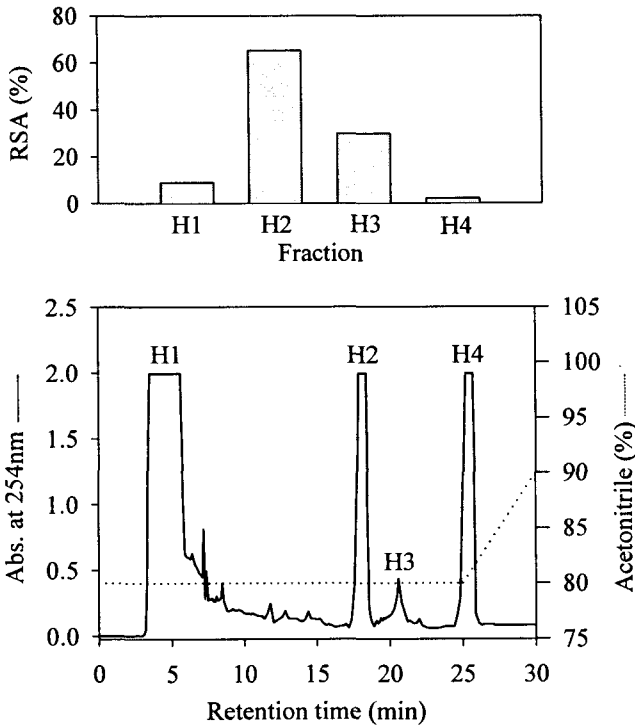 80
60
40
20
0
RSA (%)
H1 H2 H3 H4
Fraction
2.5
2.0
1.5
1.0
0.5
0.0
Abs. at 254nm
H1 H2 H3 H4
105
100
95
90
85
80
75
Acetonitrile (%)
0 5 10 15 20 25 30
Retention time (min)